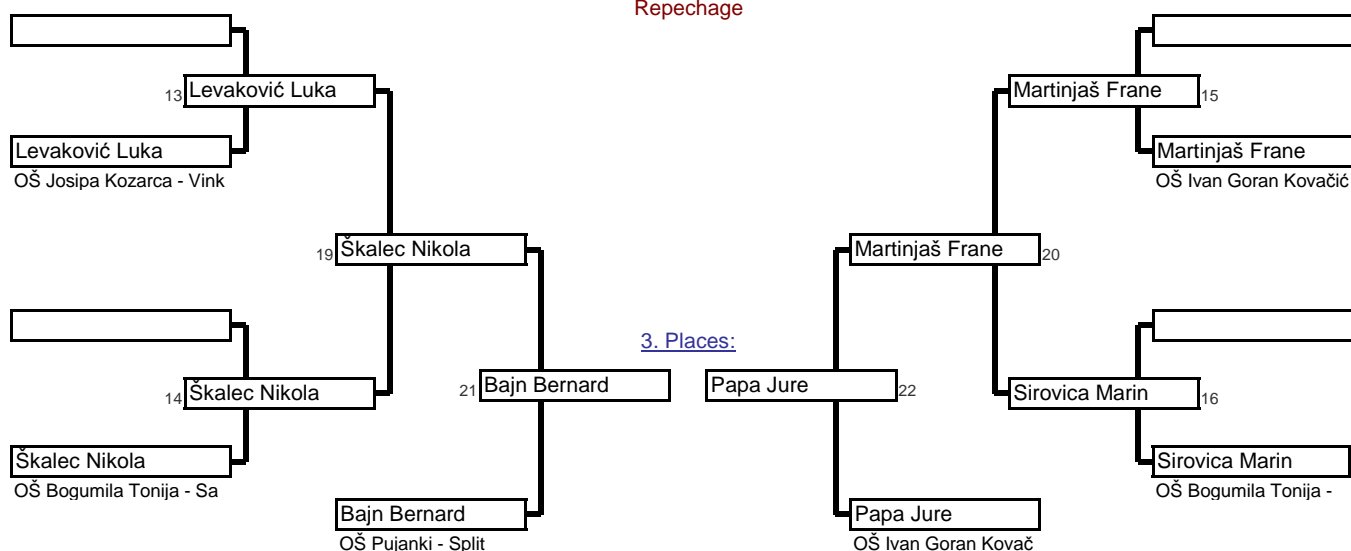 Repechage
13 Levaković Luka
Martinjaš Frane 15
Levaković Luka
OŠ Josipa Kozarca - Vink
Martinjaš Frane
OŠ Ivan Goran Kovačić
19 Škalec Nikola
Martinjaš Frane 20
3. Places:
14 Škalec Nikola
21 Bajn Bernard
Papa Jure 22
Sirovica Marin 16
Škalec Nikola
OŠ Bogumila Tonija - Sa
Sirovica Marin
OŠ Bogumila Tonija -
Bajn Bernard
OŠ Pujanki - Split
Papa Jure
OŠ Ivan Goran Kovač